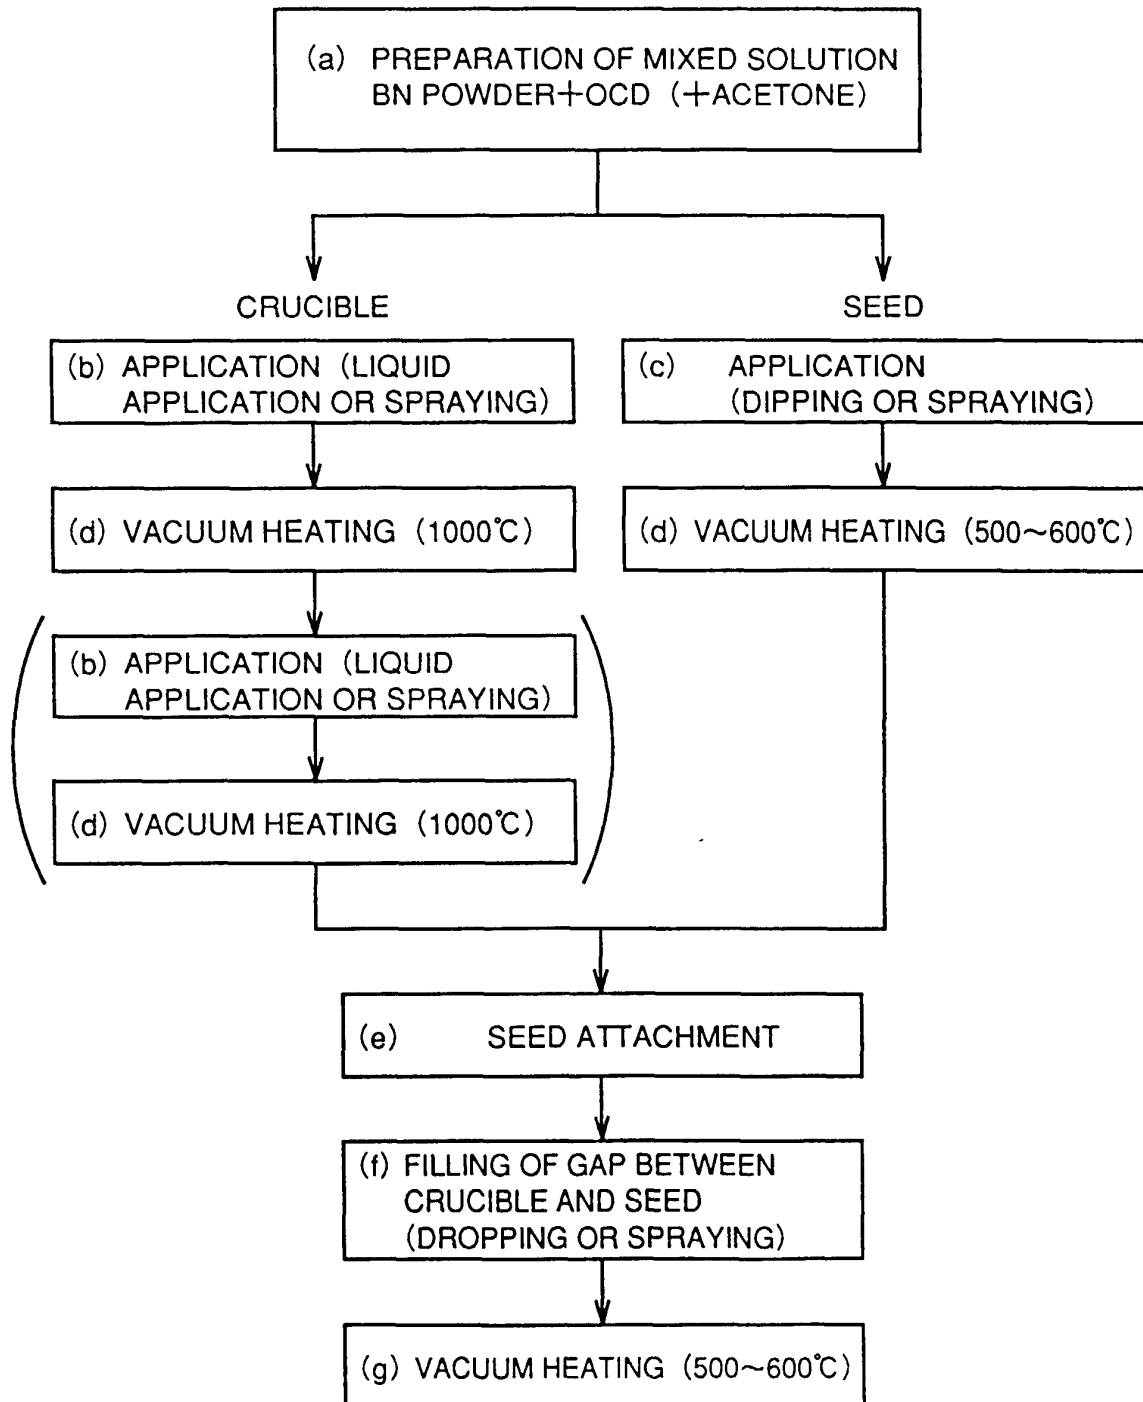 (a) PREPARATION OF MIXED SOLUTION
BN POWDER+OCD (+ACETONE)
CRUCIBLE
(b) APPLICATION (LIQUID
APPLICATION OR SPRAYING)
(d) VACUUM HEATING (1000℃)
(b) APPLICATION (LIQUID
APPLICATION OR SPRAYING)
(d) VACUUM HEATING (1000℃)
SEED
(c) APPLICATION
(DIPPING OR SPRAYING)
(d) VACUUM HEATING (500~600℃)
(e) SEED ATTACHMENT
(f) FILLING OF GAP BETWEEN
CRUCIBLE AND SEED
(DROPPING OR SPRAYING)
(g) VACUUM HEATING (500~600℃)